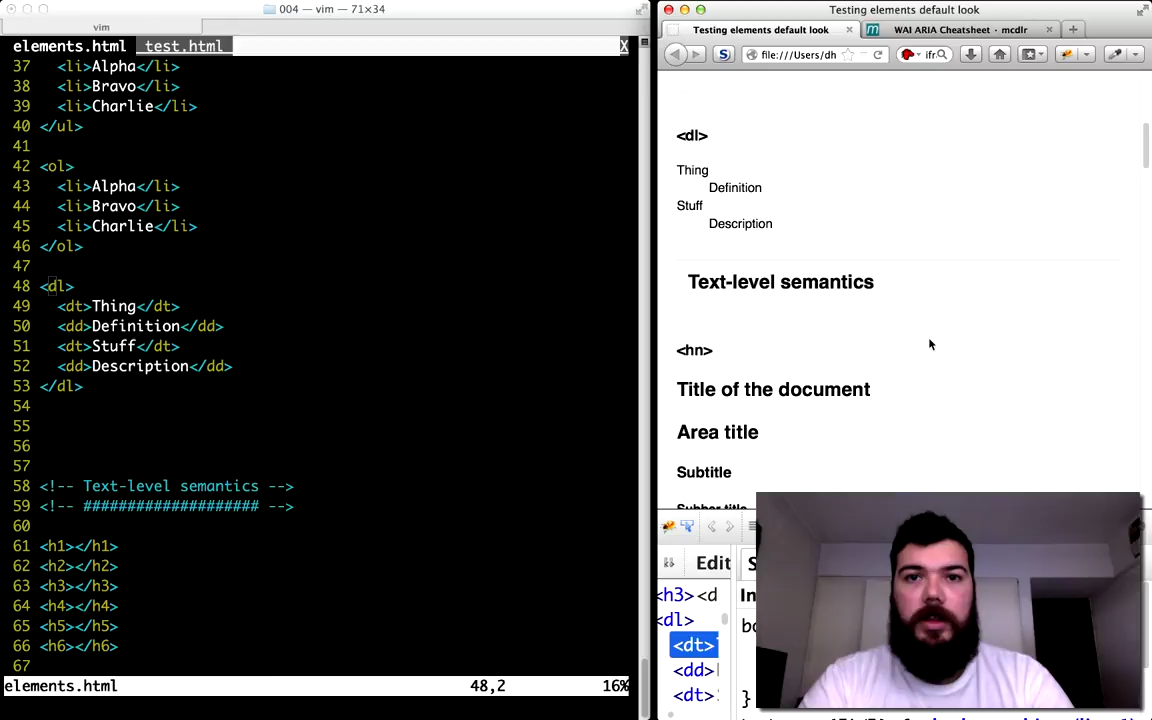 004 — vim — 71×34
vim
elements.html test.html X
37 <li>Alpha</li>
38 <li>Bravo</li>
39 <li>Charlie</li>
40 </ul>
41
42 <ol>
43 <li>Alpha</li>
44 <li>Bravo</li>
45 <li>Charlie</li>
46 </ol>
47
48 <dl>
49 <dt>Thing</dt>
50 <dd>Definition</dd>
51 <dt>Stuff</dt>
52 <dd>Description</dd>
53 </dl>
54
55
56
57
58 <!-- Text-level semantics -->
59 <!-- #################### -->
60
61 <h1></h1>
62 <h2></h2>
63 <h3></h3>
64 <h4></h4>
65 <h5></h5>
66 <h6></h6>
67
elements.html 48,2 16%
Testing elements default look
Testing elements default look WAI ARIA Cheatsheet - mcdlr
file:///Users/dh ifr
<dl>
Thing
Definition
Stuff
Description
Text-level semantics
<hn>
Title of the document
Area title
Subtitle
Edit S
<h3> <d
<dl>
<dt>
<dd>
<dt>
In
}